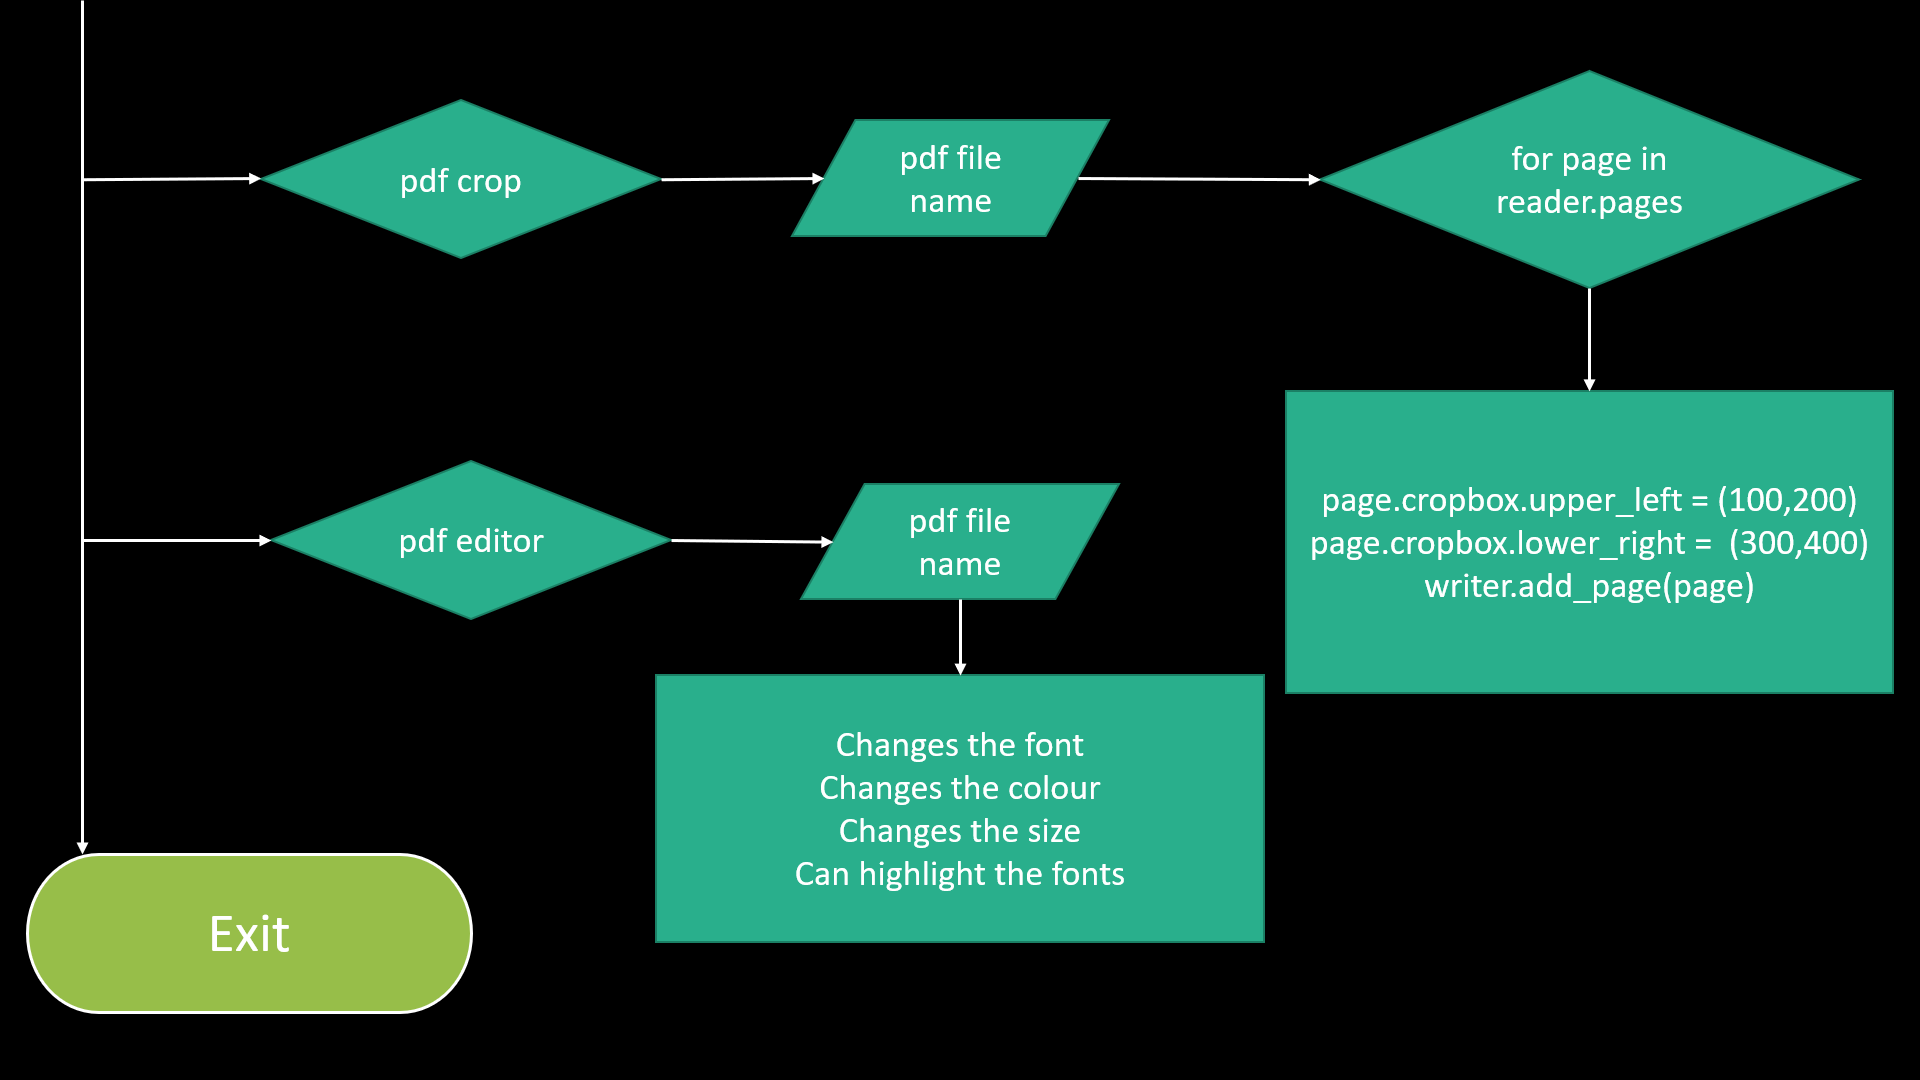 pdf crop
pdf file
name
for page in
reader.pages
page.cropbox.upper_left = (100,200)
page.cropbox.lower_right =  (300,400)
writer.add_page(page)
pdf editor
pdf file
name
Changes the font
Changes the colour
Changes the size
Can highlight the fonts
Exit